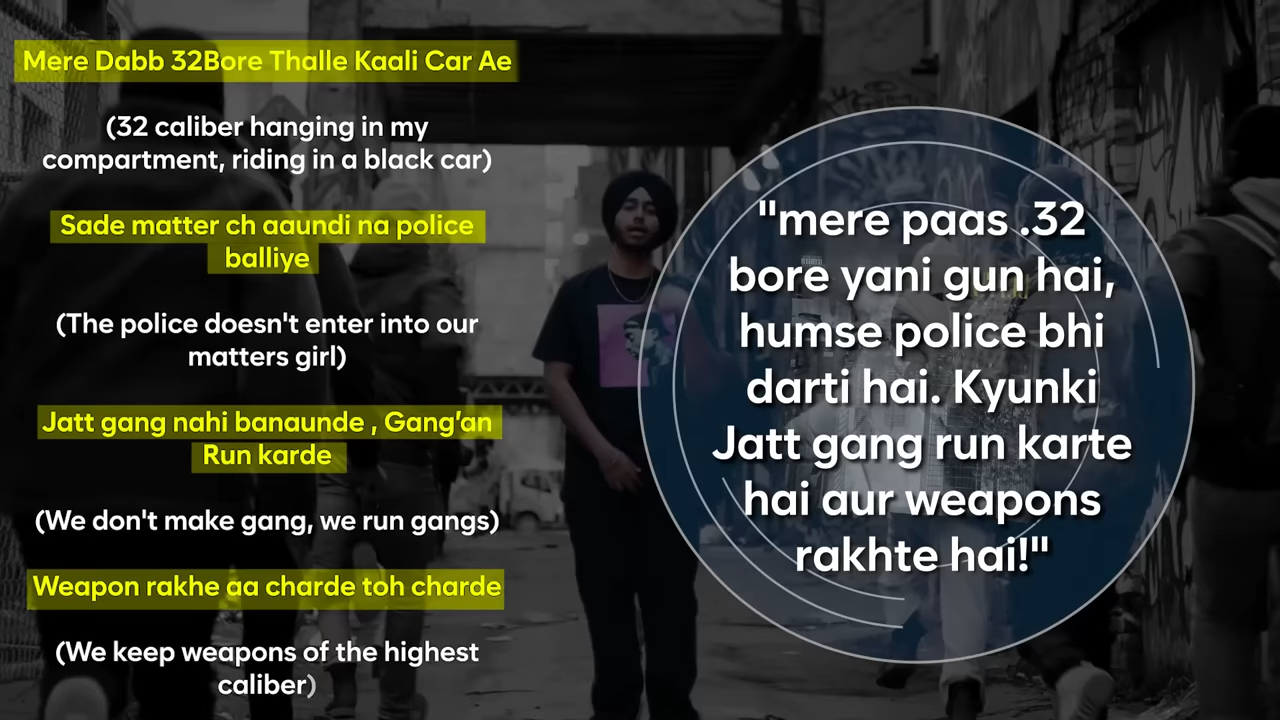 Mere Dabb 32Bore Thalle Kaali Car Ae
(32 caliber hanging in my
compartment, riding in a black car)
Sade matter ch aaundi na police
balliye
(The police doesn't enter into our
matters girl)
Jatt gang nahi banaunde , Gang'an
Run karde
(We don't make gang, we run gangs)
Weapon rakhe aa charde toh charde
(We keep weapons of the highest
caliber)
"mere paas .32
bore yani gun hai,
humse police bhi
darti hai. Kyunki
Jatt gang run karte
hai aur weapons
rakhte hai!"